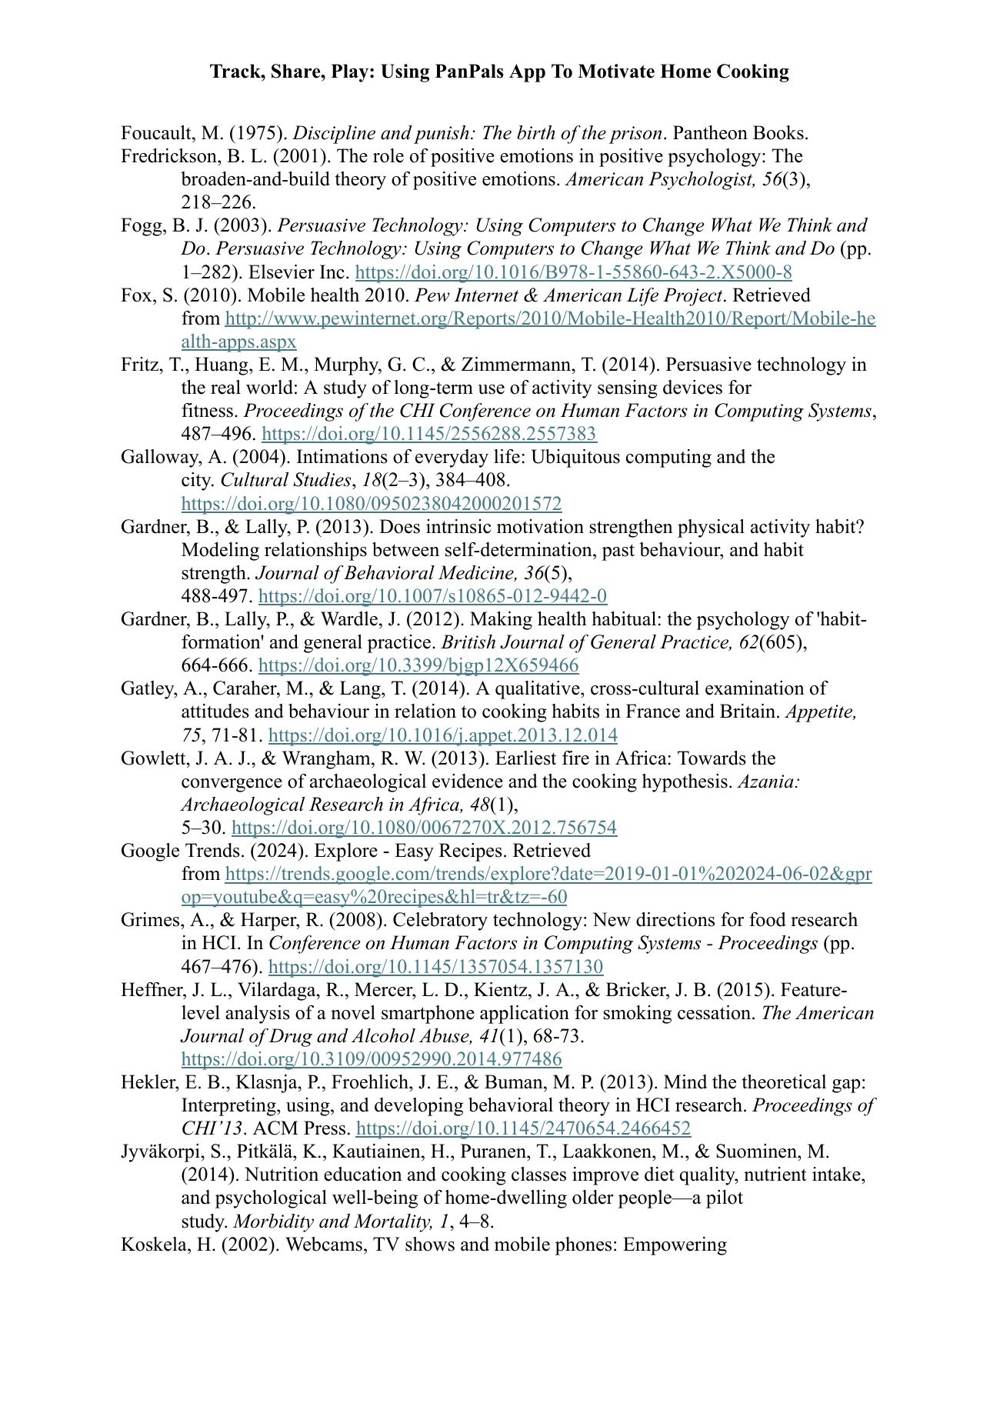 Track, Share, Play: Using PanPals App To Motivate Home Cooking
Foucault, M. (1975). Discipline and punish: The birth of the prison. Pantheon Books.
Fredrickson, B. L. (2001). The role of positive emotions in positive psychology: The
broaden-and-build theory of positive emotions. American Psychologist, 56(3),
218–226.
Fogg, B. J. (2003). Persuasive Technology: Using Computers to Change What We Think and
Do. Persuasive Technology: Using Computers to Change What We Think and Do (pp.
1–282). Elsevier Inc. https://doi.org/10.1016/B978-1-55860-643-2.X5000-8
Fox, S. (2010). Mobile health 2010. Pew Internet & American Life Project. Retrieved
from http://www.pewinternet.org/Reports/2010/Mobile-Health2010/Report/Mobile-he
alth-apps.aspx
Fritz, T., Huang, E. M., Murphy, G. C., & Zimmermann, T. (2014). Persuasive technology in
the real world: A study of long-term use of activity sensing devices for
fitness. Proceedings of the CHI Conference on Human Factors in Computing Systems,
487–496. https://doi.org/10.1145/2556288.2557383
Galloway, A. (2004). Intimations of everyday life: Ubiquitous computing and the
city. Cultural Studies, 18(2–3), 384–408.
https://doi.org/10.1080/0950238042000201572
Gardner, B., & Lally, P. (2013). Does intrinsic motivation strengthen physical activity habit?
Modeling relationships between self-determination, past behaviour, and habit
strength. Journal of Behavioral Medicine, 36(5),
488-497. https://doi.org/10.1007/s10865-012-9442-0
Gardner, B., Lally, P., & Wardle, J. (2012). Making health habitual: the psychology of 'habit-
formation' and general practice. British Journal of General Practice, 62(605),
664-666. https://doi.org/10.3399/bjgp12X659466
Gatley, A., Caraher, M., & Lang, T. (2014). A qualitative, cross-cultural examination of
attitudes and behaviour in relation to cooking habits in France and Britain. Appetite,
75, 71-81. https://doi.org/10.1016/j.appet.2013.12.014
Gowlett, J. A. J., & Wrangham, R. W. (2013). Earliest fire in Africa: Towards the
convergence of archaeological evidence and the cooking hypothesis. Azania:
Archaeological Research in Africa, 48(1),
5–30. https://doi.org/10.1080/0067270X.2012.756754
Google Trends. (2024). Explore - Easy Recipes. Retrieved
from https://trends.google.com/trends/explore?date=2019-01-01%202024-06-02&gpr
op=youtube&q=easy%20recipes&hl=tr&tz=-60
Grimes, A., & Harper, R. (2008). Celebratory technology: New directions for food research
in HCI. In Conference on Human Factors in Computing Systems - Proceedings (pp.
467–476). https://doi.org/10.1145/1357054.1357130
Heffner, J. L., Vilardaga, R., Mercer, L. D., Kientz, J. A., & Bricker, J. B. (2015). Feature-
level analysis of a novel smartphone application for smoking cessation. The American
Journal of Drug and Alcohol Abuse, 41(1), 68-73.
https://doi.org/10.3109/00952990.2014.977486
Hekler, E. B., Klasnja, P., Froehlich, J. E., & Buman, M. P. (2013). Mind the theoretical gap:
Interpreting, using, and developing behavioral theory in HCI research. Proceedings of
CHI’13. ACM Press. https://doi.org/10.1145/2470654.2466452
Jyväkorpi, S., Pitkälä, K., Kautiainen, H., Puranen, T., Laakkonen, M., & Suominen, M.
(2014). Nutrition education and cooking classes improve diet quality, nutrient intake,
and psychological well-being of home-dwelling older people—a pilot
study. Morbidity and Mortality, 1, 4–8.
Koskela, H. (2002). Webcams, TV shows and mobile phones: Empowering